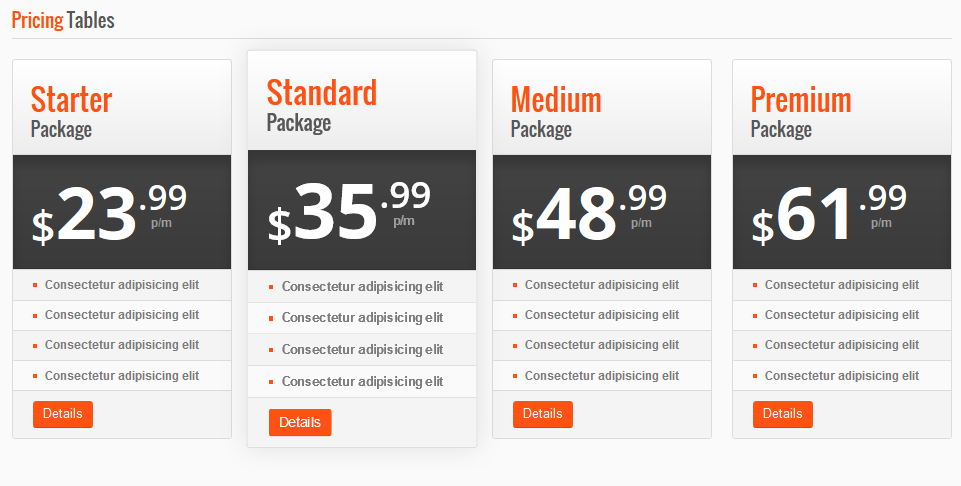 Pricing Tables
Starter
Package
$23.99
p/m
Consectetur adipisicing elit
Consectetur adipisicing elit
Consectetur adipisicing elit
Consectetur adipisicing elit
Details
Standard
Package
$35.99
p/m
Consectetur adipisicing elit
Consectetur adipisicing elit
Consectetur adipisicing elit
Consectetur adipisicing elit
Details
Medium
Package
$48.99
p/m
Consectetur adipisicing elit
Consectetur adipisicing elit
Consectetur adipisicing elit
Consectetur adipisicing elit
Details
Premium
Package
$61.99
p/m
Consectetur adipisicing elit
Consectetur adipisicing elit
Consectetur adipisicing elit
Consectetur adipisicing elit
Details